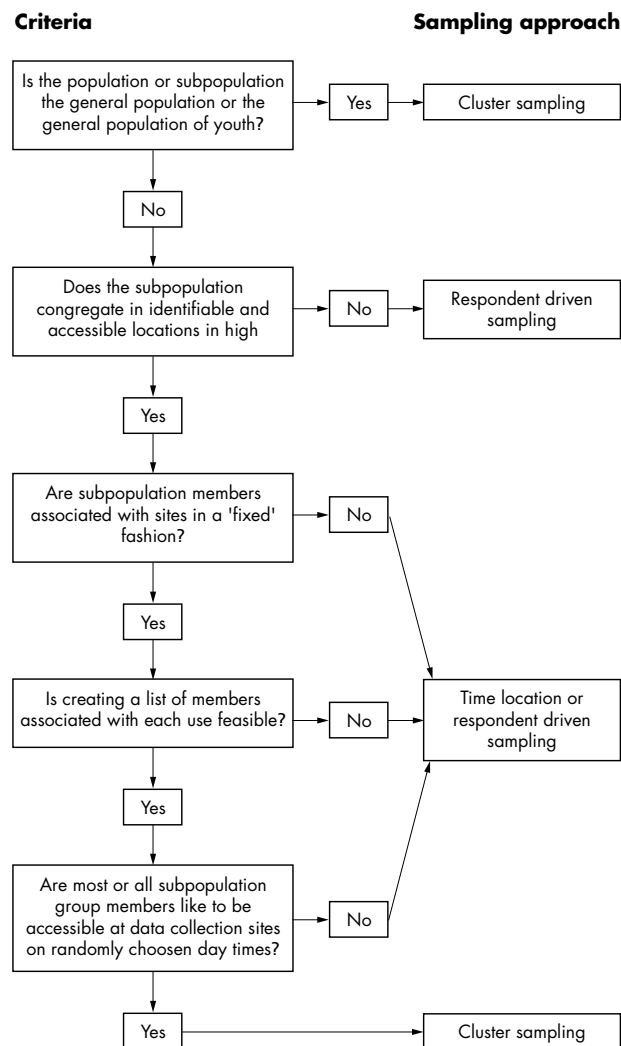 Criteria
Sampling approach
Is the population or subpopulation
the general population or the
general population of youth?
Yes
Cluster sampling
No
Does the subpopulation
congregate in identifiable and
accessible locations in high
No
Respondent driven
sampling
Yes
Are subpopulation members
associated with sites in a 'fixed'
fashion?
No
Yes
Is creating a list of members
associated with each use feasible?
No
Time location or
respondent driven
sampling
Yes
Are most or all subpopulation
group members like to be
accessible at data collection sites
on randomly choosen day times?
No
Yes
Cluster sampling